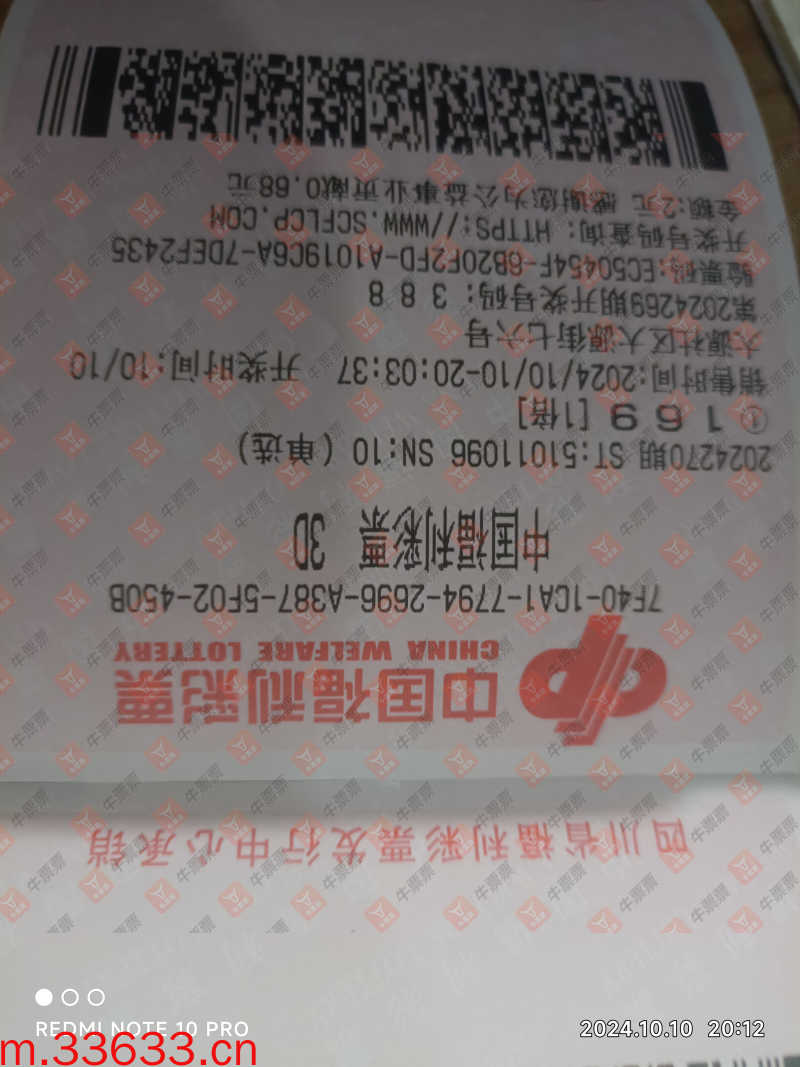 四川省福利彩票发行中心承销
中国福利彩票
CHINA WELFARE LOTTERY
7F40-1CA1-7794-2696-A387-5F02-450B
中国福利彩票 3D
2024270期 ST:51011096 SN:10 (单选)
① 1 6 9 [1倍]
销售时间:2024/10/10-20:03:37 开奖时间:10/10
大源社区大源街七六号
第2024269期开奖号码: 3 8 8
验票码:EC50454F-6B20F2FD-A1019C6A-7DEF2435
开奖号码查询: HTTPS://WWW.SCFLCP.COM
金额:2元 感谢您为公益事业贡献0.68元
牛票票
REDMI NOTE 10 PRO
2024.10.10 20:12
m.33633.cn